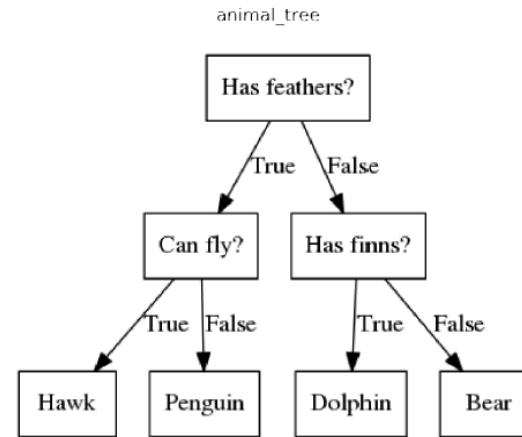 animal_tree
Has feathers?
True False
Can fly? Has finns?
True False True False
Hawk Penguin Dolphin Bear